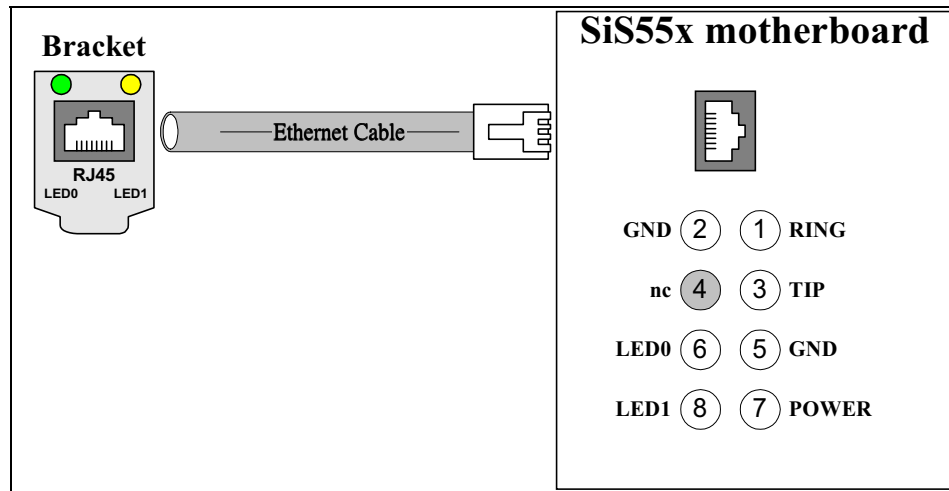 SiS55x motherboard
Bracket
Ethernet Cable
RJ45
LED0 LED1
GND 2 1 RING
nc 4 3 TIP
LED0 6 5 GND
LED1 8 7 POWER